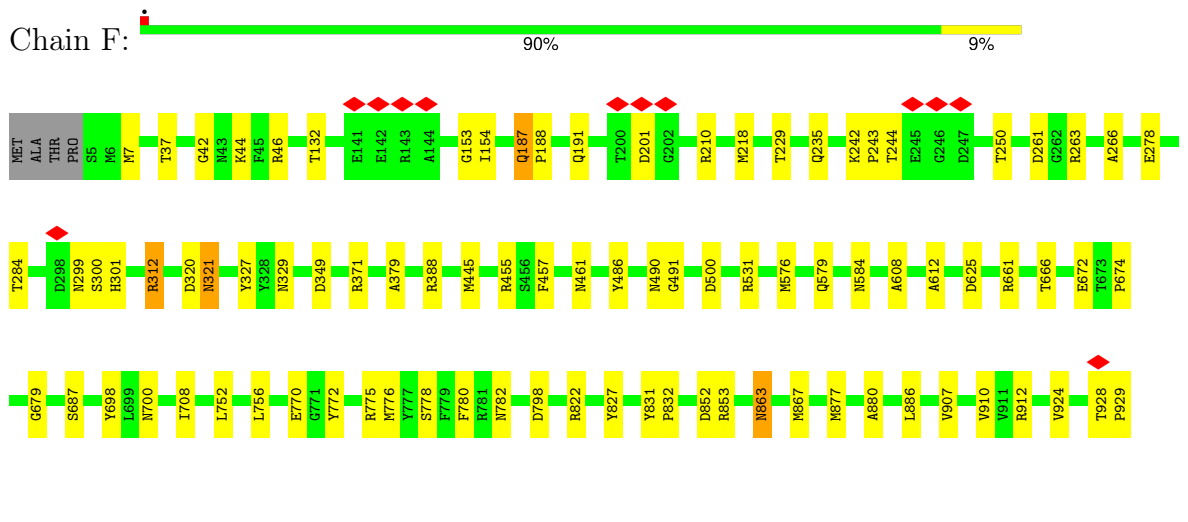 Chain F:
90% 9%
MET ALA THR PRO S5 M6 M7 T37 G42 N43 K44 F45 R46 T132 E141 E142 R143 A144 G153 I154 Q187 P188 Q191 T200 D201 G202 R210 M218 T229 Q235 K242 P243 T244 E245 G246 D247 T250 D261 G262 R263 A266 E278
T284 D298 N299 S300 H301 R312 D320 N321 Y327 Y328 N329 D349 R371 A379 R388 M445 R455 S456 F457 N461 Y486 N490 G491 D500 R531 M576 Q579 N584 A608 A612 D625 R661 T666 E672 T673 P674
G679 S687 Y698 L699 N700 I708 L752 L756 E770 G771 Y772 R775 M776 Y777 S778 F779 F780 R781 N782 D798 R822 Y827 Y831 P832 D852 R853 N863 M867 M877 A880 L886 V907 V910 V911 R912 V924 T928 P929